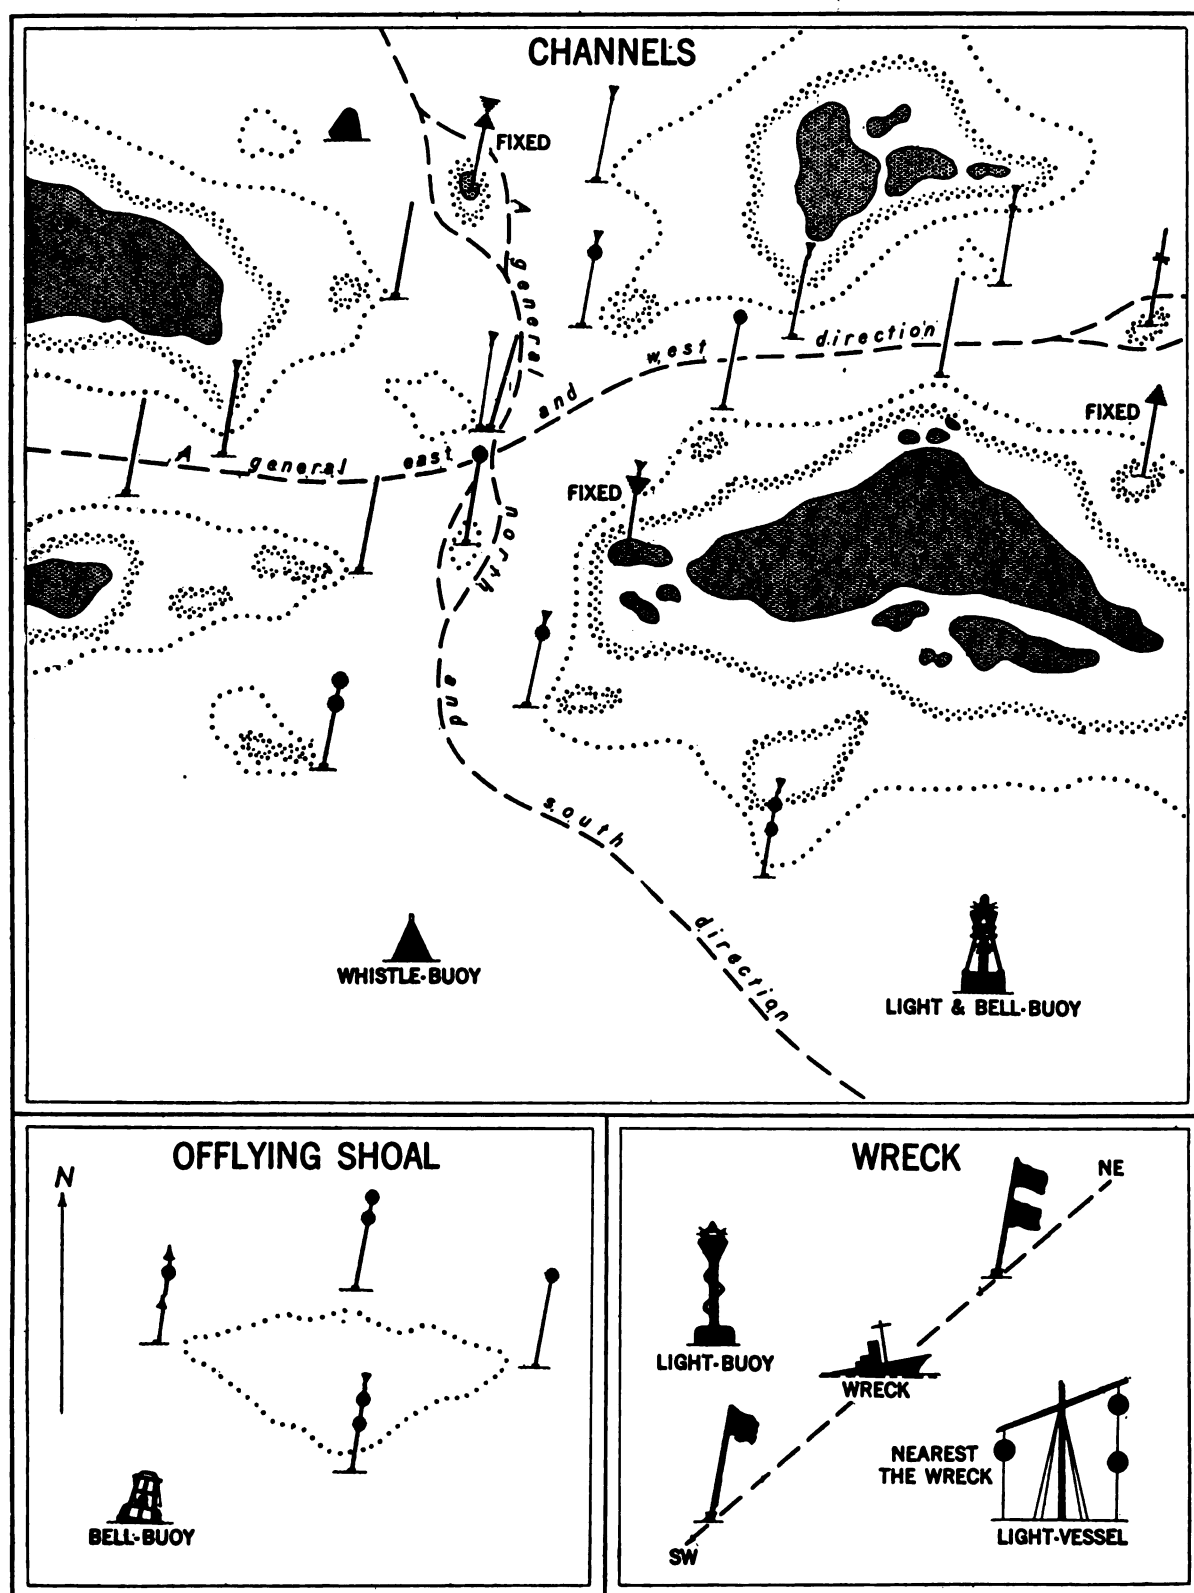 CHANNELS
FIXED
A general north and south direction
A general east and west direction
FIXED
FIXED
WHISTLE-BUOY
LIGHT & BELL-BUOY
OFFLYING SHOAL
N
BELL-BUOY
WRECK
NE
LIGHT-BUOY
WRECK
NEAREST
THE WRECK
LIGHT-VESSEL
SW